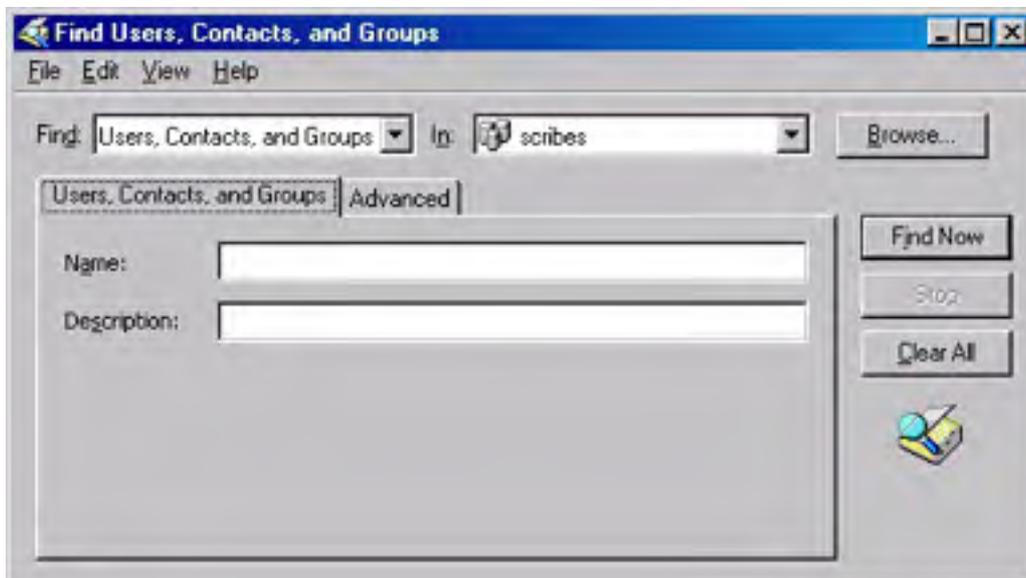 Find Users, Contacts, and Groups
File Edit View Help
Find: Users, Contacts, and Groups In: scribes Browse...
Users, Contacts, and Groups Advanced
Find Now
Name:
Stop
Description:
Clear All